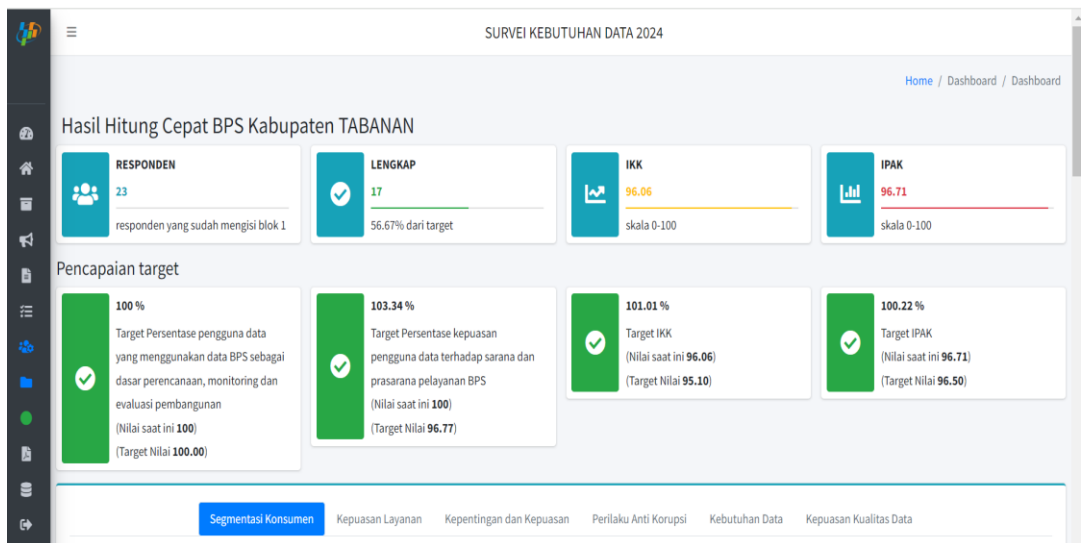 SURVEI KEBUTUHAN DATA 2024
Home / Dashboard / Dashboard
Hasil Hitung Cepat BPS Kabupaten TABANAN
RESPONDEN
23
responden yang sudah mengisi blok 1
LENGKAP
17
56.67% dari target
IKK
96.06
skala 0-100
IPAK
96.71
skala 0-100
Pencapaian target
100 %
Target Persentase pengguna data
yang menggunakan data BPS sebagai
dasar perencanaan, monitoring dan
evaluasi pembangunan
(Nilai saat ini 100)
(Target Nilai 100.00)
103.34 %
Target Persentase kepuasan
pengguna data terhadap sarana dan
prasarana pelayanan BPS
(Nilai saat ini 100)
(Target Nilai 96.77)
101.01 %
Target IKK
(Nilai saat ini 96.06)
(Target Nilai 95.10)
100.22 %
Target IPAK
(Nilai saat ini 96.71)
(Target Nilai 96.50)
Segmentasi Konsumen Kepuasan Layanan Kepentingan dan Kepuasan Perilaku Anti Korupsi Kebutuhan Data Kepuasan Kualitas Data